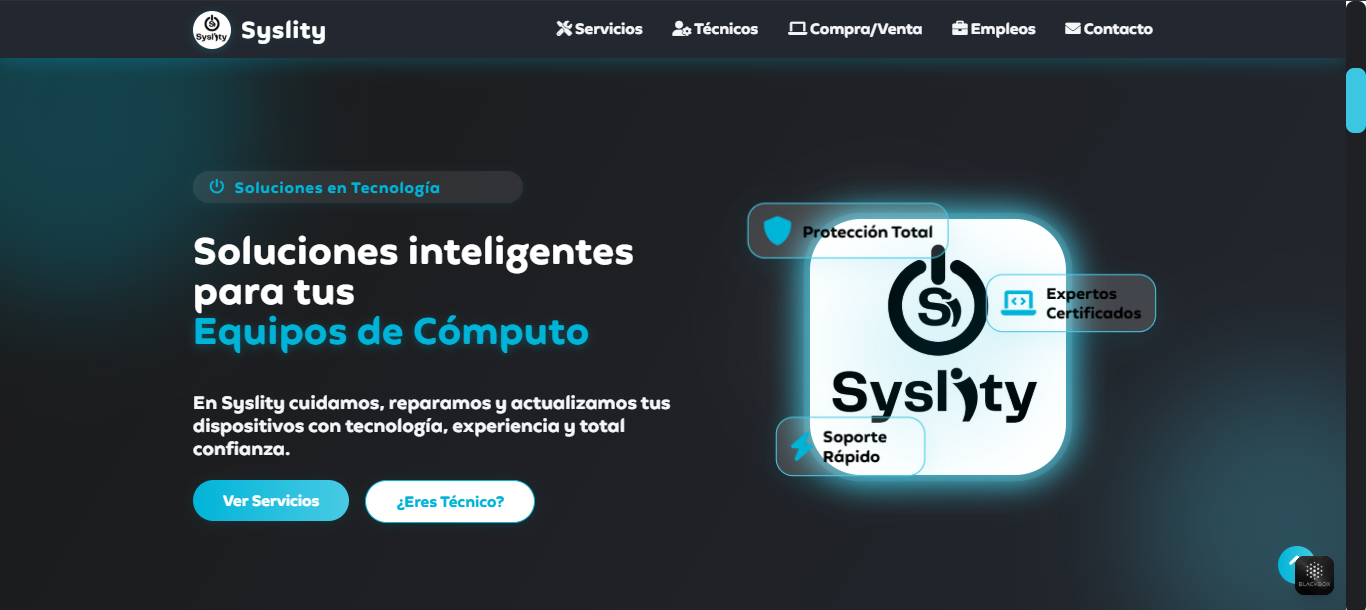 Syslity
Syslity
Servicios
Técnicos
Compra/Venta
Empleos
Contacto
Soluciones en Tecnología
Soluciones inteligentes
para tus
Equipos de Cómputo
En Syslity cuidamos, reparamos y actualizamos tus
dispositivos con tecnología, experiencia y total
confianza.
Ver Servicios
¿Eres Técnico?
Protección Total
Expertos
Certificados
Syslity
Soporte
Rápido
BLACKBOX